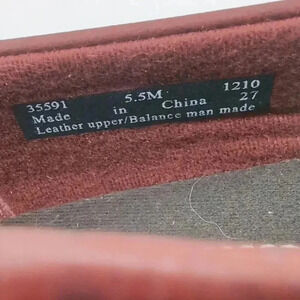 35591 5.5M 1210
Made in China 27
Leather upper/Balance man made